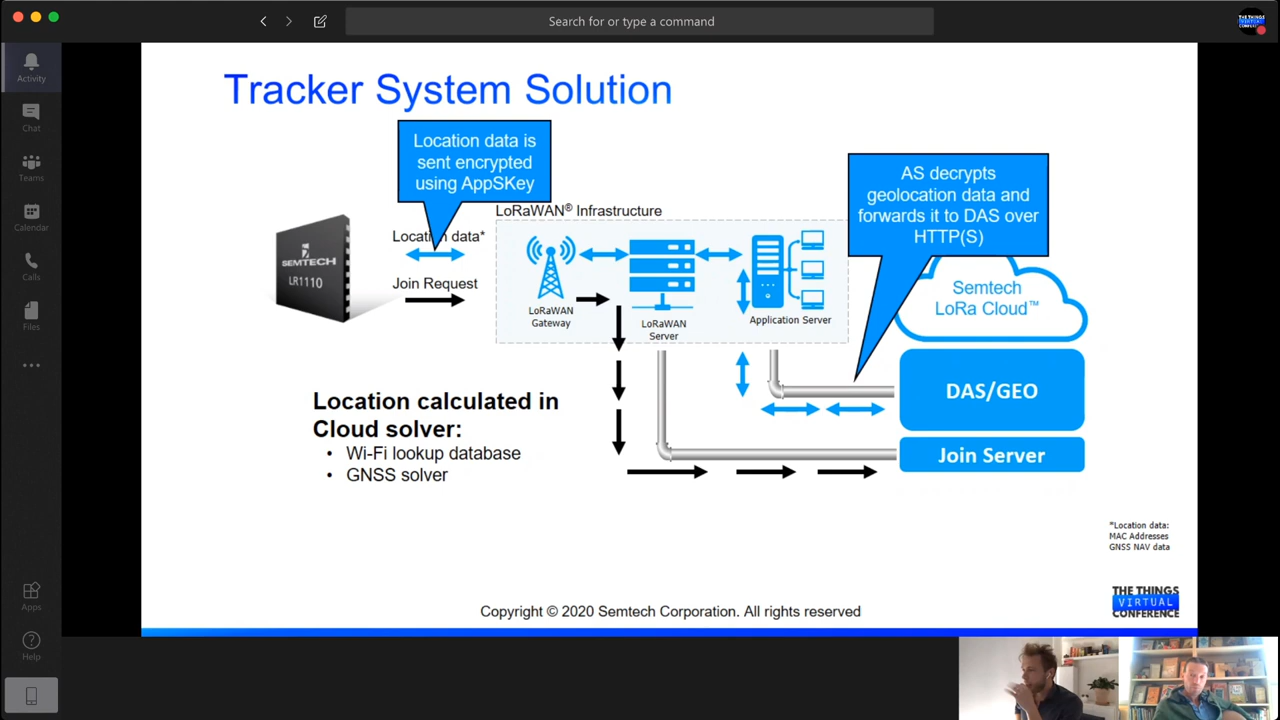 Search for or type a command
THE THINGS
VIRTUAL
CONFERENCE
Activity
Chat
Teams
Calendar
Calls
Files
Apps
Help
Tracker System Solution
Location data is
sent encrypted
using AppSKey
AS decrypts
geolocation data and
forwards it to DAS over
HTTP(S)
LoRaWAN® Infrastructure
Location data*
Join Request
SEMTECH
LR1110
LoRaWAN
Gateway
LoRaWAN
Server
Application Server
Semtech
LoRa Cloud™
DAS/GEO
Join Server
Location calculated in
Cloud solver:
• Wi-Fi lookup database
• GNSS solver
*Location data:
MAC Addresses
GNSS NAV data
THE THINGS
VIRTUAL
CONFERENCE
Copyright © 2020 Semtech Corporation. All rights reserved